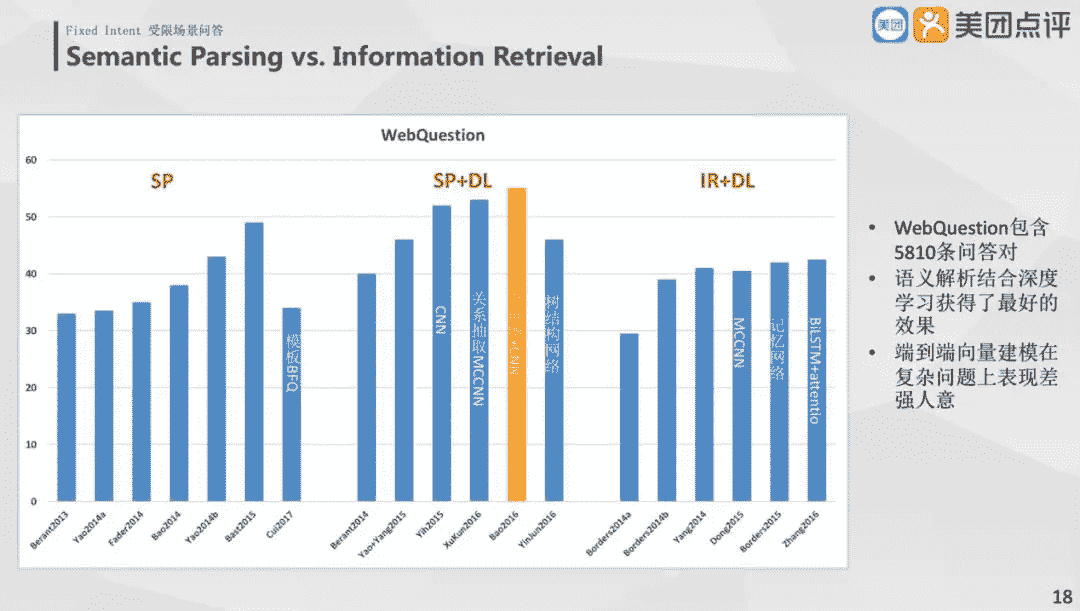 Fixed Intent 受限场景问答
Semantic Parsing vs. Information Retrieval
美团
美团点评
WebQuestion
60
50
40
30
20
10
0
SP
SP+DL
IR+DL
模板BFQ
CNN
关系抽取MCCNN
CNN
树结构网络
MCCNN
记忆网络
BiLSTM+attentio
Berant2013
Yao2014a
Fader2014
Bao2014
Yao2014b
Bast2015
Cui2017
Berant2014
Yao+Yang2015
Yih2015
XuKun2016
Bao2016
YinJun2016
Borders2014a
Borders2014b
Yang2014
Dong2015
Borders2015
Zhang2016
• WebQuestion包含
5810条问答对
• 语义解析结合深度
学习获得了最好的
效果
• 端到端向量建模在
复杂问题上表现差
强人意
18